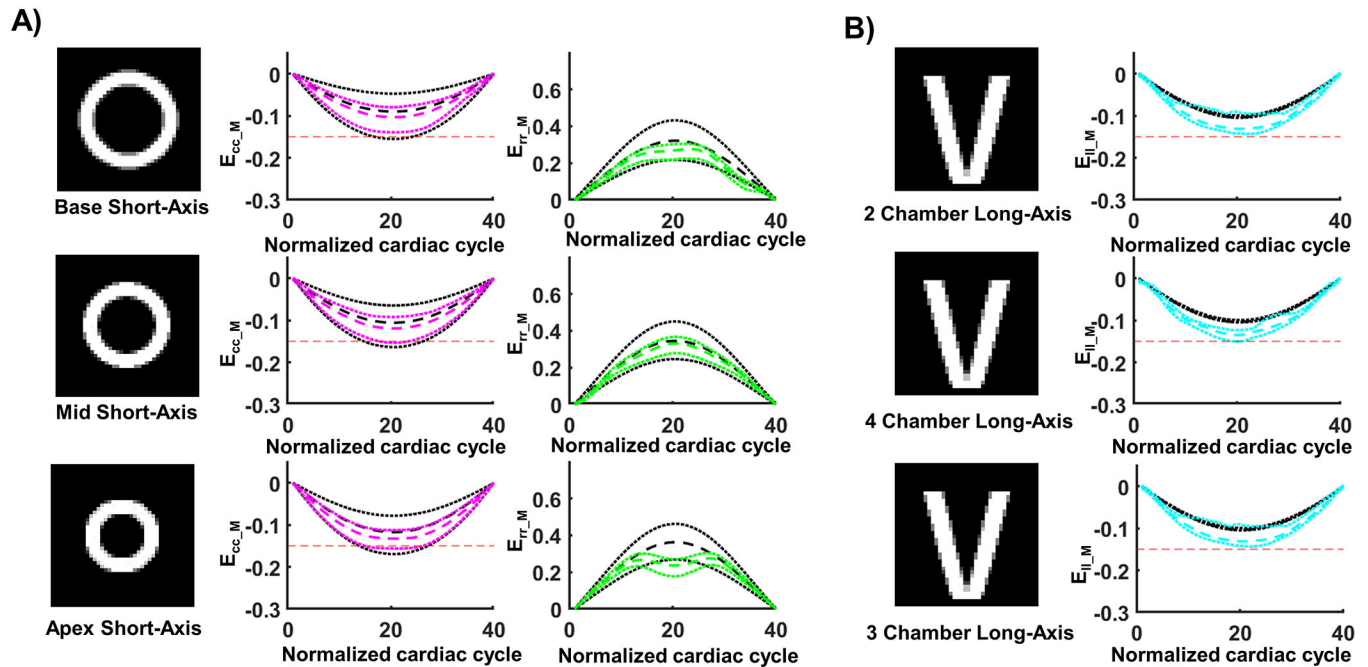 A)
0
-0.1
-0.2
-0.3
E_cc_M
0 20 40
Normalized cardiac cycle
0.6
0.4
0.2
0
E_rr_M
0 20 40
Normalized cardiac cycle
Base Short-Axis
0
-0.1
-0.2
-0.3
E_cc_M
0 20 40
Normalized cardiac cycle
0.6
0.4
0.2
0
E_rr_M
0 20 40
Normalized cardiac cycle
Mid Short-Axis
0
-0.1
-0.2
-0.3
E_cc_M
0 20 40
Normalized cardiac cycle
0.6
0.4
0.2
0
E_rr_M
0 20 40
Normalized cardiac cycle
Apex Short-Axis
B)
2 Chamber Long-Axis
0
-0.1
-0.2
-0.3
E_ll_M
0 20 40
Normalized cardiac cycle
4 Chamber Long-Axis
0
-0.1
-0.2
-0.3
E_ll_M
0 20 40
Normalized cardiac cycle
3 Chamber Long-Axis
0
-0.1
-0.2
-0.3
E_ll_M
0 20 40
Normalized cardiac cycle